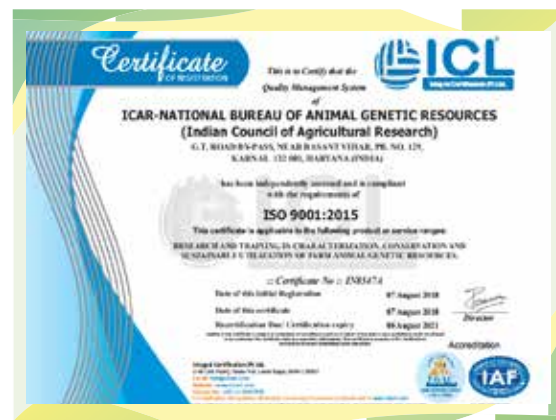 Certificate
OF REGISTRATION
ICL
This is to Certify that the
Quality Management System
of
ICAR-NATIONAL BUREAU OF ANIMAL GENETIC RESOURCES
(Indian Council of Agricultural Research)
G.T. ROAD BY-PASS, NEAR BASANT VIHAR, PB. NO. 129,
KARNAL 132 001, HARYANA (INDIA)
has been independently assessed and is compliant
with the requirements of
ISO 9001:2015
This certificate is applicable to the following product or service ranges:
RESEARCH AND TRAINING IN CHARACTERIZATION, CONSERVATION AND
SUSTAINABLE UTILIZATION OF FARM ANIMAL GENETIC RESOURCES.
:: Certificate No ::
Date of this Initial Registration 07 August 2018
Date of this certificate 07 August 2018
Recertification Due/ Certification expiry 06 August 2021
Director
Accreditation
IAF